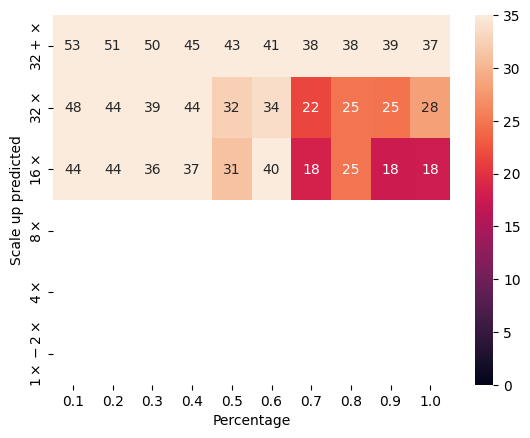 Scale up predicted
32 + ×
53 51 50 45 43 41 38 38 39 37
32 ×
48 44 39 44 32 34 22 25 25 28
16 ×
44 44 36 37 31 40 18 25 18 18
8 ×
4 ×
1 × − 2 ×
0.1 0.2 0.3 0.4 0.5 0.6 0.7 0.8 0.9 1.0
Percentage
35
30
25
20
15
10
5
0